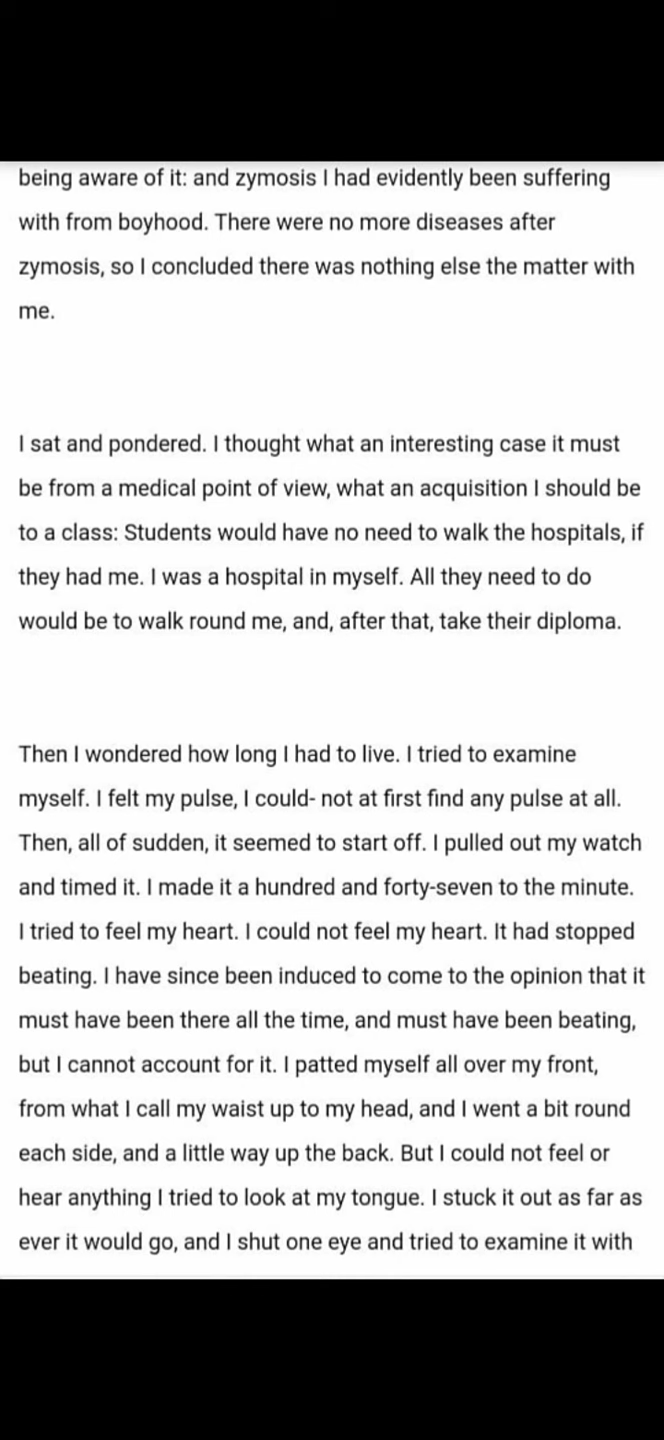 being aware of it: and zymosis I had evidently been suffering
with from boyhood. There were no more diseases after
zymosis, so I concluded there was nothing else the matter with
me.
I sat and pondered. I thought what an interesting case it must
be from a medical point of view, what an acquisition I should be
to a class: Students would have no need to walk the hospitals, if
they had me. I was a hospital in myself. All they need to do
would be to walk round me, and, after that, take their diploma.
Then I wondered how long I had to live. I tried to examine
myself. I felt my pulse, I could- not at first find any pulse at all.
Then, all of sudden, it seemed to start off. I pulled out my watch
and timed it. I made it a hundred and forty-seven to the minute.
I tried to feel my heart. I could not feel my heart. It had stopped
beating. I have since been induced to come to the opinion that it
must have been there all the time, and must have been beating,
but I cannot account for it. I patted myself all over my front,
from what I call my waist up to my head, and I went a bit round
each side, and a little way up the back. But I could not feel or
hear anything I tried to look at my tongue. I stuck it out as far as
ever it would go, and I shut one eye and tried to examine it with